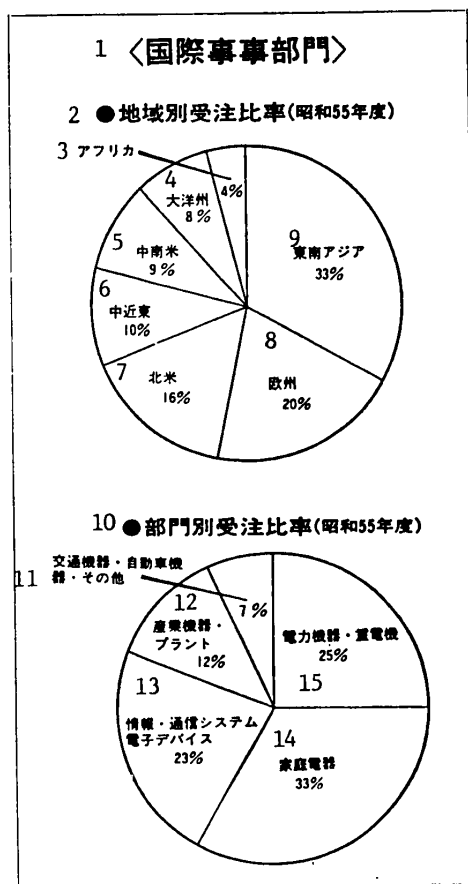 1 〈国際事事部門〉
2 ●地域別受注比率(昭和55年度)
3 アフリカ
4%
4
大洋州
8%
5
中南米
9%
6
中近東
10%
7
北米
16%
8
欧州
20%
9
東南アジア
33%
10 ●部門別受注比率(昭和55年度)
交通機器・自動車機
11 器・その他
7%
12
産業機器・
プラント
12%
13
情報・通信システム
電子デバイス
23%
14
家庭電器
33%
電力機器・重電機
25%
15